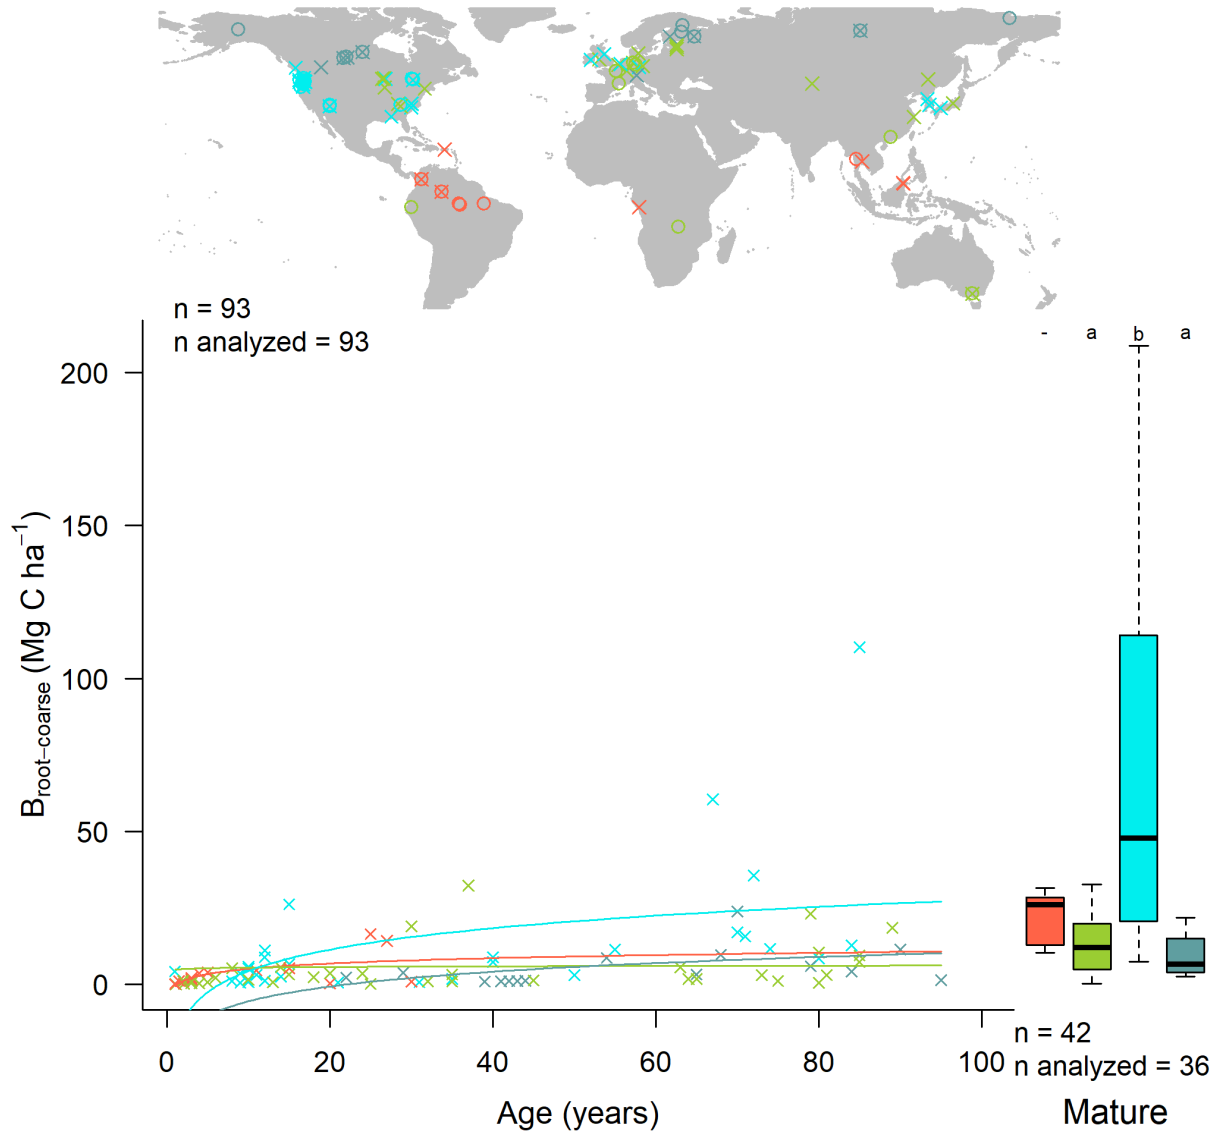 n = 93
n analyzed = 93
- a b a
200
150
100
50
0
B root−coarse (Mg C ha−1)
0 20 40 60 80 100
Age (years)
n = 42
n analyzed = 36
Mature